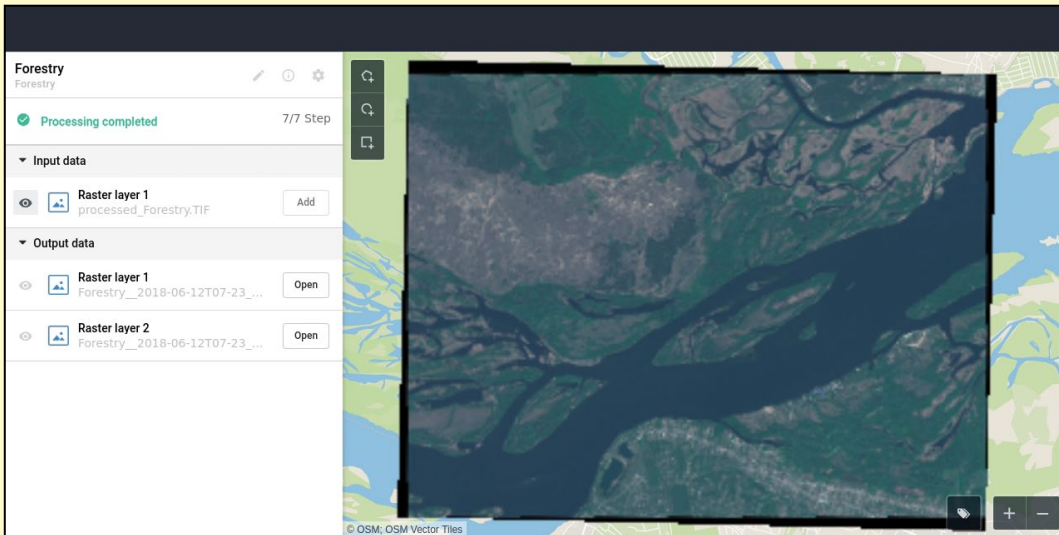 Forestry
Forestry
Processing completed 7/7 Step
Input data
Raster layer 1
processed_Forestry.TIF
Add
Output data
Raster layer 1
Forestry__2018-06-12T07-23_...
Open
Raster layer 2
Forestry__2018-06-12T07-23_...
Open
© OSM; OSM Vector Tiles